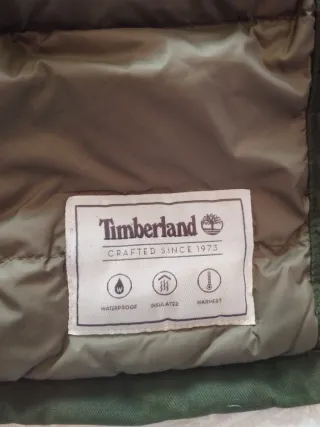 Timberland
CRAFTED SINCE 1973
W
WATERPROOF INSULATED WARMEST